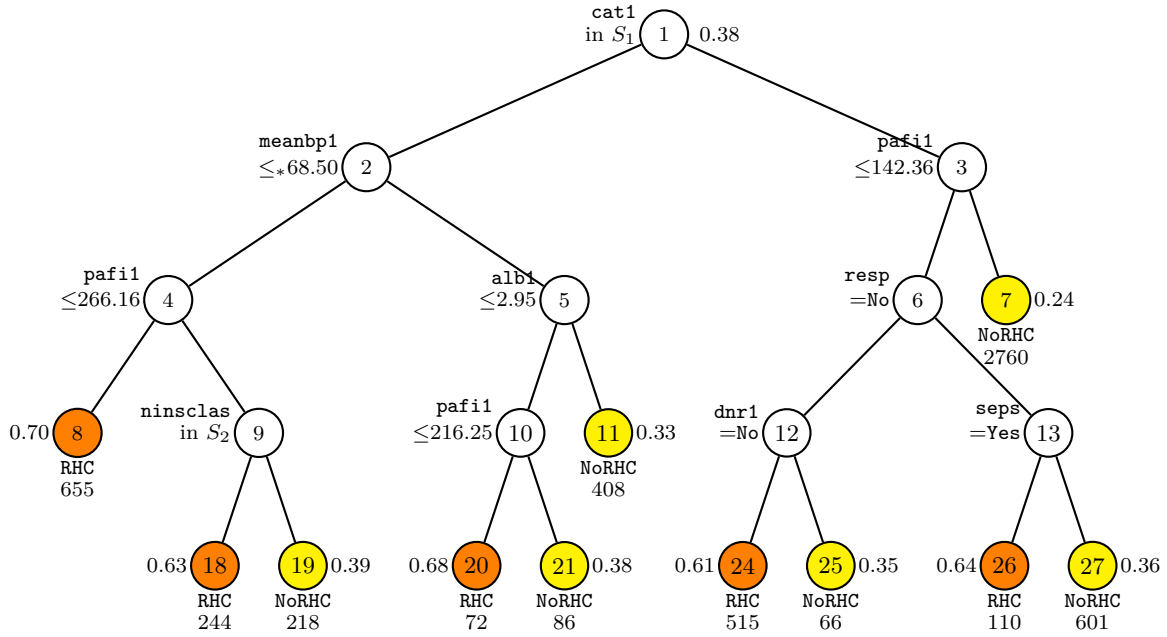 cat1
in S₁ 1 0.38
meanbp1
≤*68.50 2
pafi1
≤142.36 3
pafi1
≤266.16 4
alb1
≤2.95 5
resp
=No 6
7 0.24
NoRHC
2760
0.70 8
RHC
655
ninsclas
in S₂ 9
pafi1
≤216.25 10
11 0.33
NoRHC
408
dnr1
=No 12
seps
=Yes 13
0.63 18
RHC
244
19 0.39
NoRHC
218
0.68 20
RHC
72
21 0.38
NoRHC
86
0.61 24
RHC
515
25 0.35
NoRHC
66
0.64 26
RHC
110
27 0.36
NoRHC
601